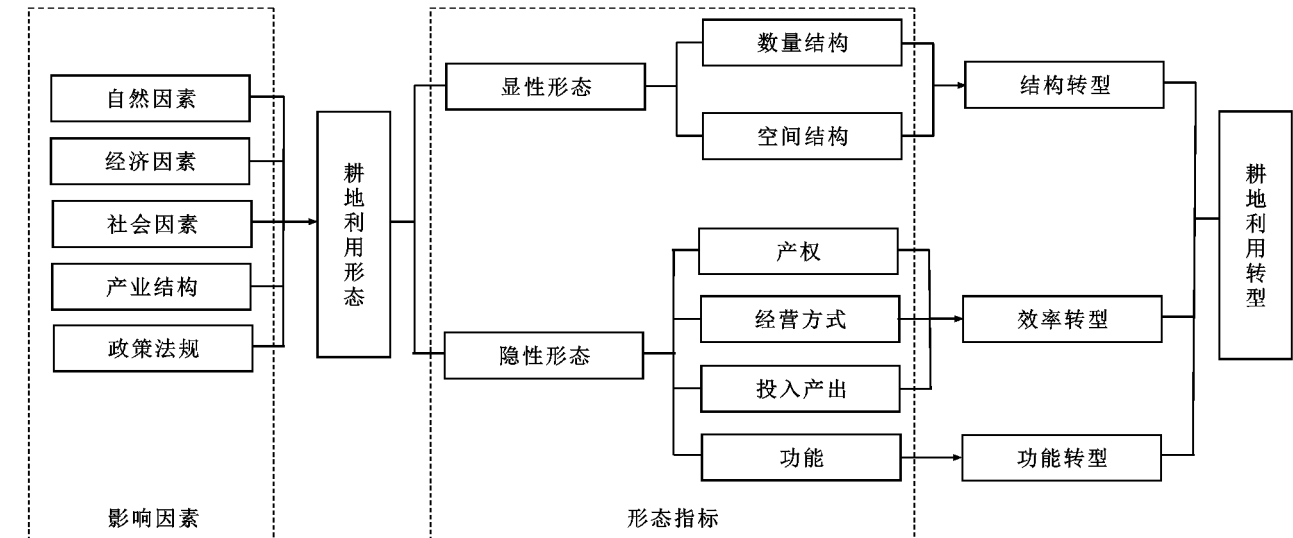 自然因素
经济因素
社会因素
产业结构
政策法规
影响因素
耕地利用形态
显性形态
隐性形态
数量结构
空间结构
产权
经营方式
投入产出
功能
形态指标
结构转型
效率转型
功能转型
耕地利用转型